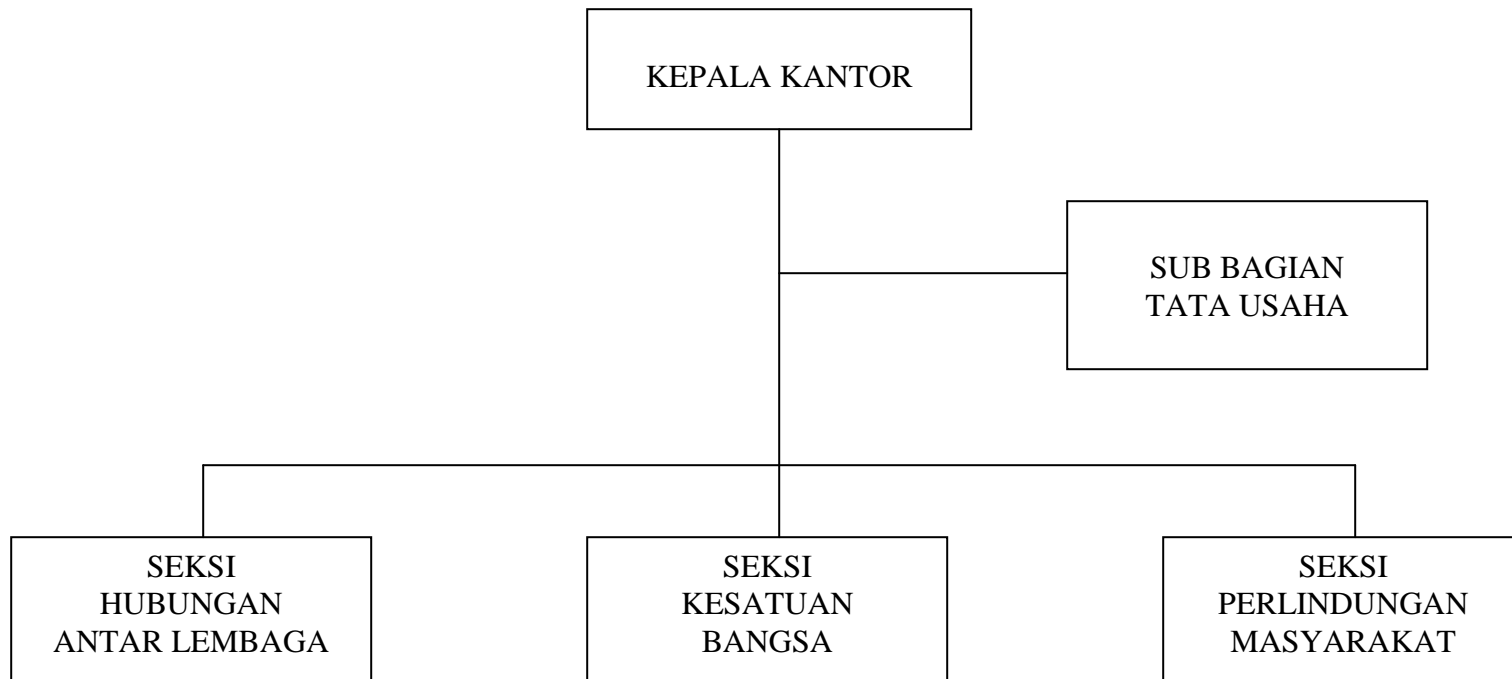 KEPALA KANTOR
SUB BAGIAN
TATA USAHA
SEKSI
HUBUNGAN
ANTAR LEMBAGA
SEKSI
KESATUAN
BANGSA
SEKSI
PERLINDUNGAN
MASYARAKAT